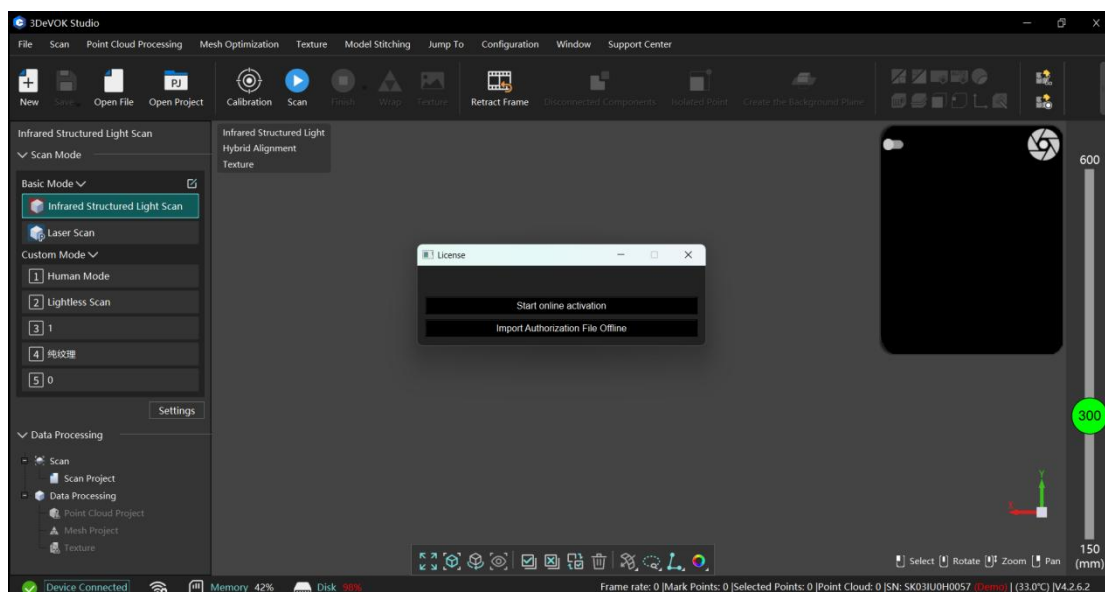 3DeVOK Studio
File Scan Point Cloud Processing Mesh Optimization Texture Model Stitching Jump To Configuration Window Support Center
New Save Open File Open Project Calibration Scan Finish Wrap Texture Retract Frame Disconnected Components Isolated Point Create the Background Plane
PJ
Infrared Structured Light Scan
Scan Mode
Basic Mode
Infrared Structured Light Scan
Laser Scan
Custom Mode
1 Human Mode
2 Lightless Scan
3 1
4 纯纹理
5 0
Settings
Data Processing
Scan
Scan Project
Data Processing
Point Cloud Project
Mesh Project
Texture
Infrared Structured Light
Hybrid Alignment
Texture
License
Start online activation
Import Authorization File Offline
600
300
150
(mm)
Y
X
Select Rotate Zoom Pan
Device Connected Memory 42% Disk 98% Frame rate: 0 |Mark Points: 0 |Selected Points: 0 |Point Cloud: 0 |SN: SK03IU0H0057 (Demo) | (33.0°C) |V4.2.6.2